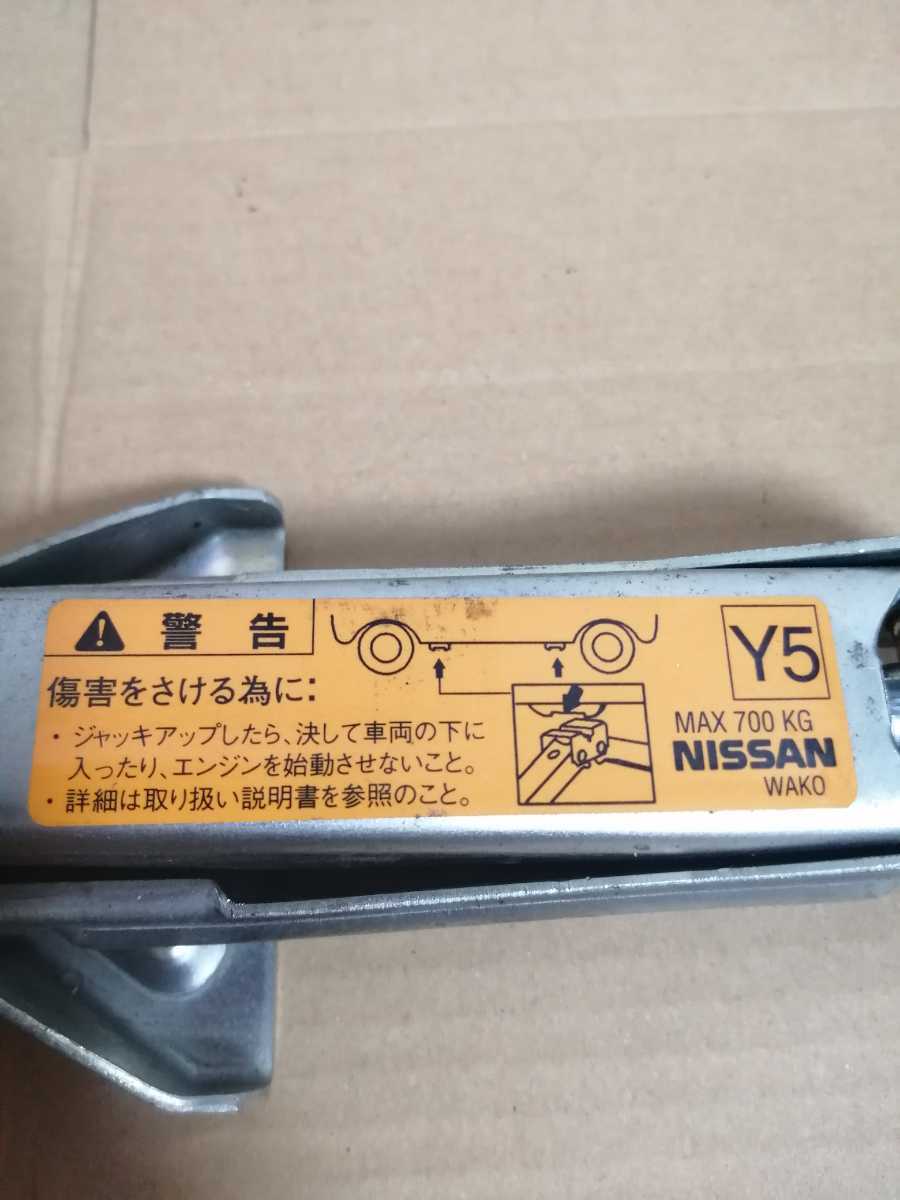 警告
傷害をさける為に:
・ジャッキアップしたら、決して車両の下に
入ったり、エンジンを始動させないこと。
・詳細は取り扱い説明書を参照のこと。
Y5
MAX 700 KG
NISSAN
WAKO